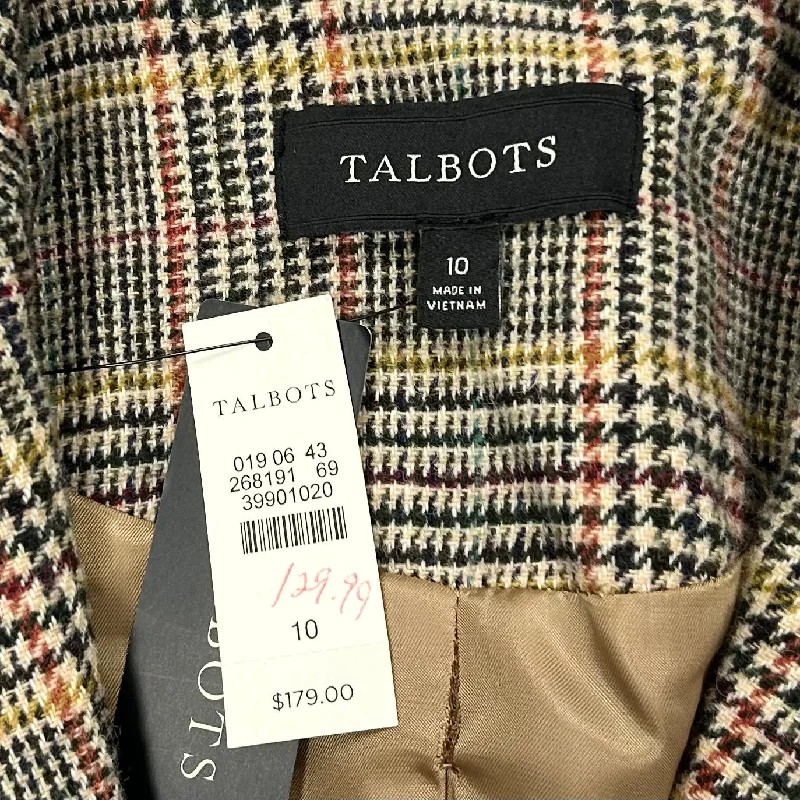 TALBOTS
10
MADE IN
VIETNAM
TALBOTS
019 06 43
268191 69
39901020
129.99
10
$179.00
BOTS